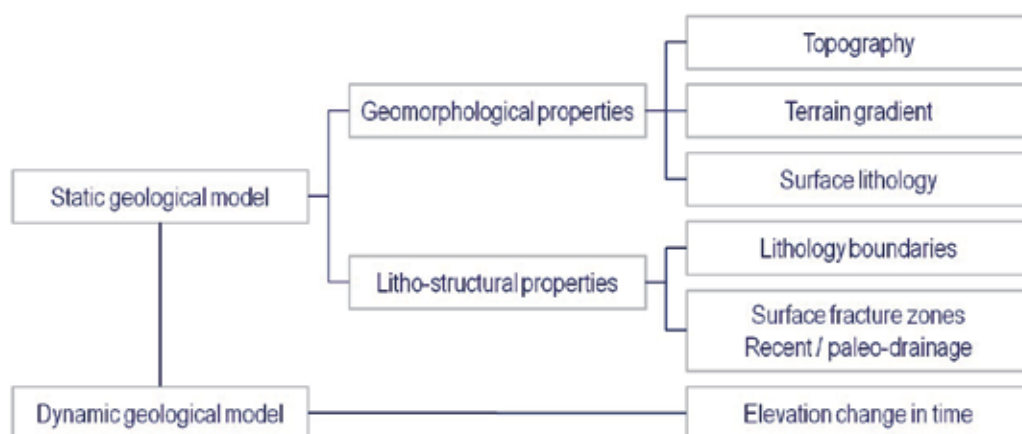 Topography
Geomorphological properties
Terrain gradient
Surface lithology
Static geological model
Lithology boundaries
Litho-structural properties
Surface fracture zones
Recent / paleo-drainage
Dynamic geological model
Elevation change in time